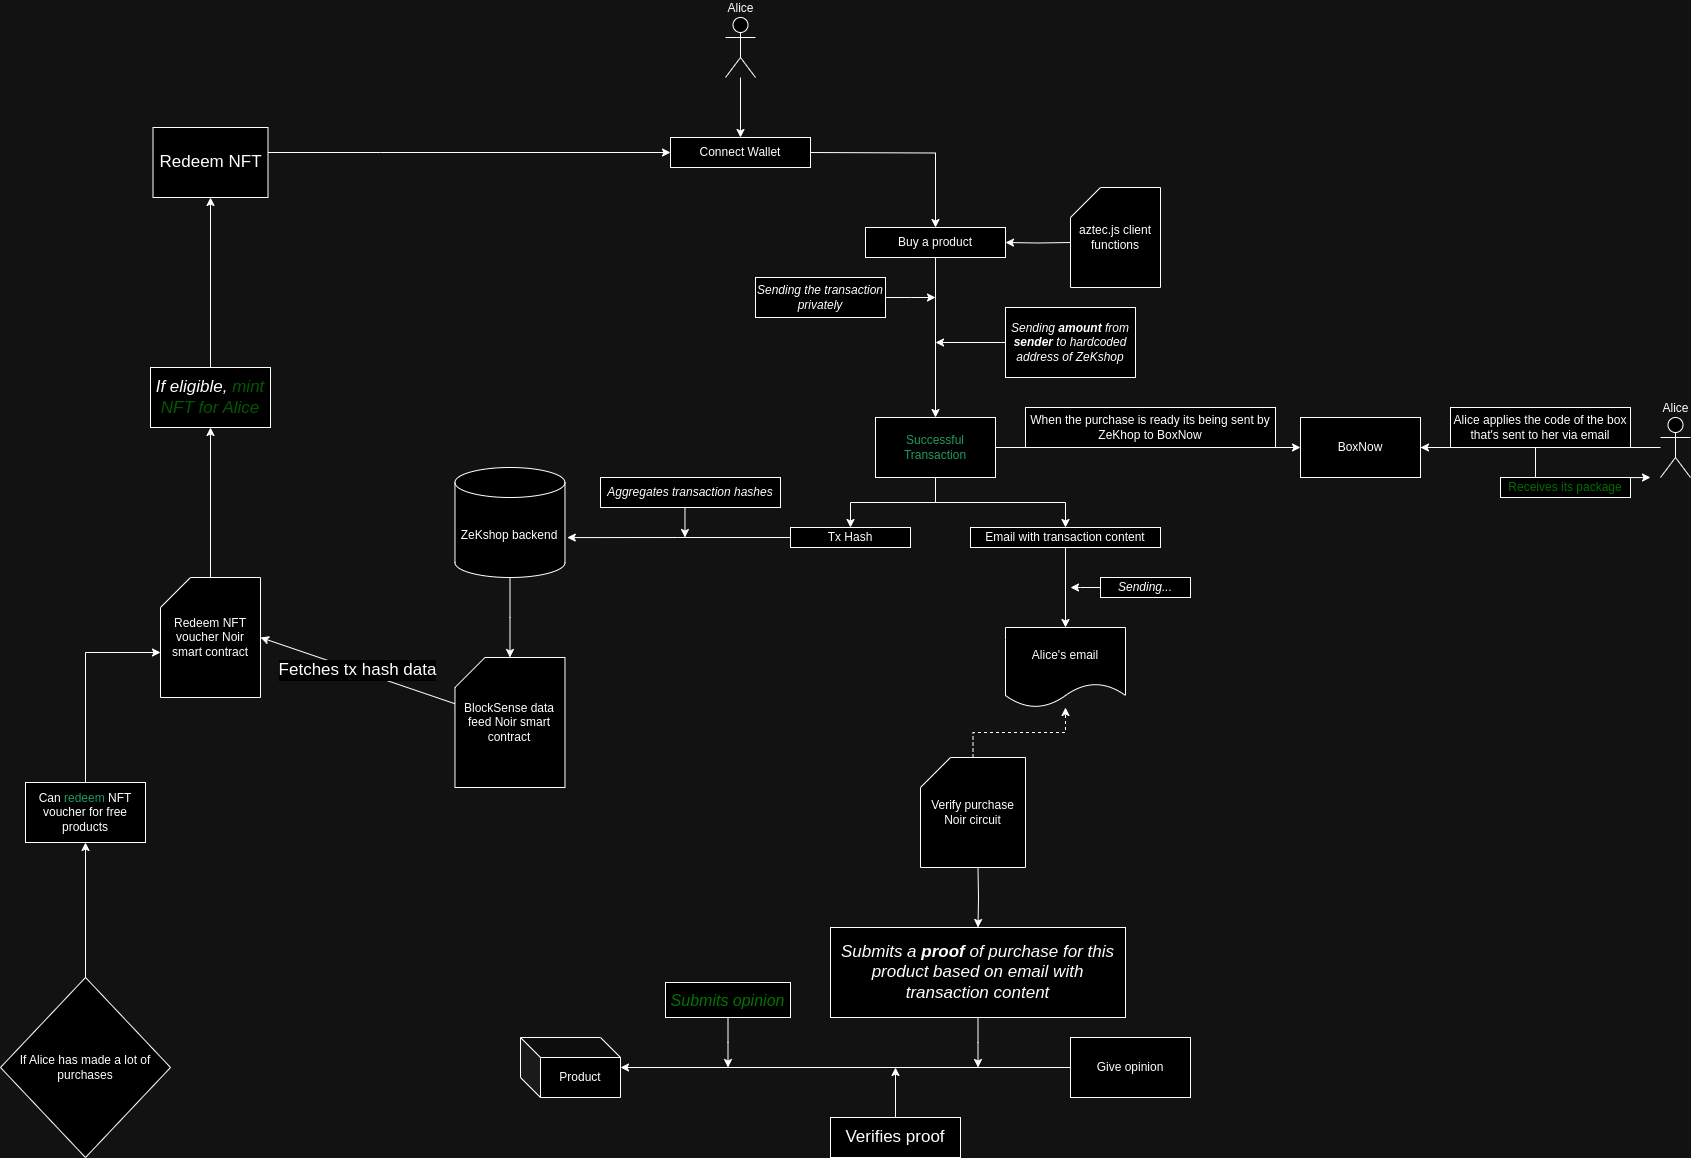 Alice
Redeem NFT
Connect Wallet
aztec.js client
functions
Buy a product
Sending the transaction
privately
Sending amount from
sender to hardcoded
address of ZeKshop
If eligible, mint
NFT for Alice
Successful
Transaction
When the purchase is ready its being sent by
ZeKhop to BoxNow
BoxNow
Alice applies the code of the box
that's sent to her via email
Alice
Receives its package
Aggregates transaction hashes
ZeKshop backend
Tx Hash
Email with transaction content
Sending...
Redeem NFT
voucher Noir
smart contract
Fetches tx hash data
Alice's email
BlockSense data
feed Noir smart
contract
Can redeem NFT
voucher for free
products
Verify purchase
Noir circuit
Submits a proof of purchase for this
product based on email with
transaction content
Submits opinion
If Alice has made a lot of
purchases
Product
Give opinion
Verifies proof